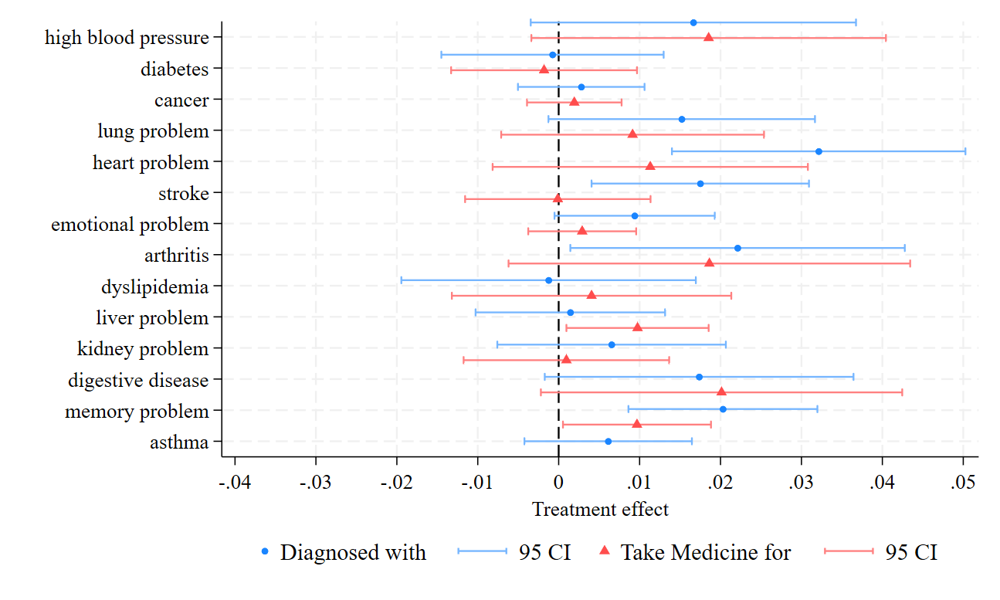 high blood pressure
diabetes
cancer
lung problem
heart problem
stroke
emotional problem
arthritis
dyslipidemia
liver problem
kidney problem
digestive disease
memory problem
asthma
-.04 -.03 -.02 -.01 0 .01 .02 .03 .04 .05
Treatment effect
Diagnosed with 95 CI Take Medicine for 95 CI